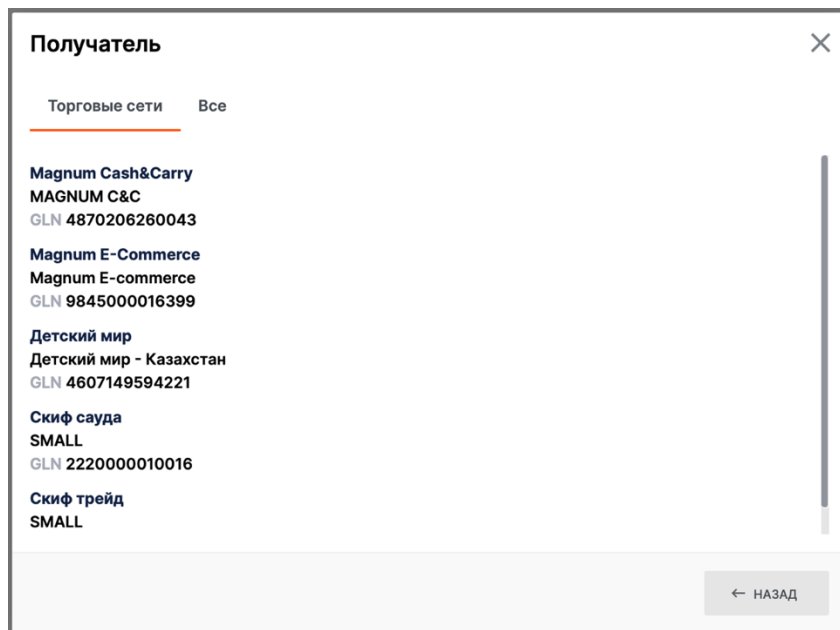 Получатель
Торговые сети Все
Magnum Cash&Carry
MAGNUM C&C
GLN 4870206260043
Magnum E-Commerce
Magnum E-commerce
GLN 9845000016399
Детский мир
Детский мир - Казахстан
GLN 4607149594221
Скиф сауда
SMALL
GLN 2220000010016
Скиф трейд
SMALL
← НАЗАД